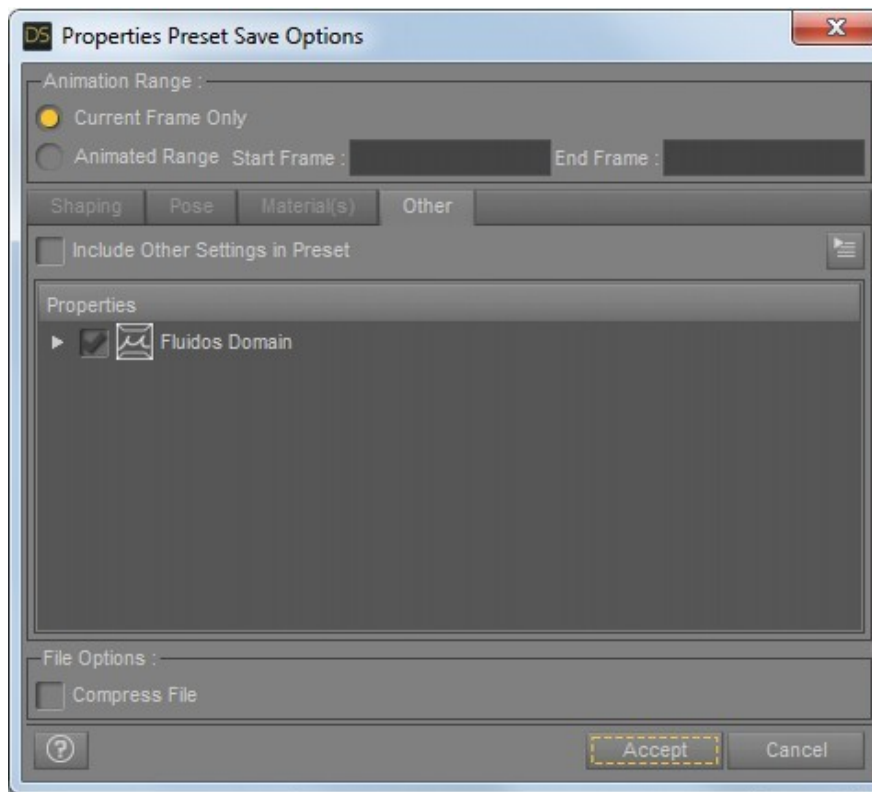 DS Properties Preset Save Options X
Animation Range :
Current Frame Only
Animated Range Start Frame : End Frame :
Shaping Pose Material(s) Other
Include Other Settings in Preset
Properties
μ Fluidos Domain
File Options :
Compress File
? Accept Cancel